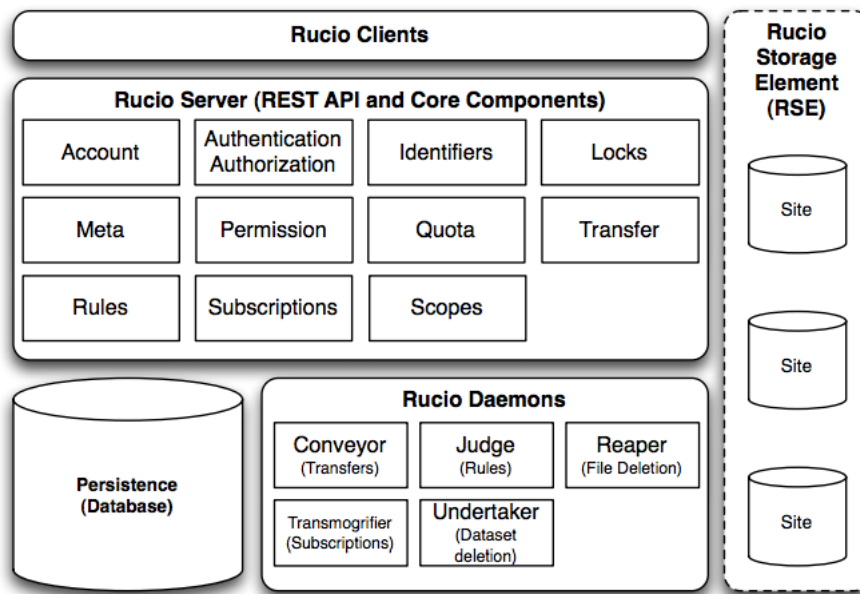 Rucio Clients
Rucio Server (REST API and Core Components)
Account
Authentication
Authorization
Identifiers
Locks
Meta
Permission
Quota
Transfer
Rules
Subscriptions
Scopes
Persistence
(Database)
Rucio Daemons
Conveyor
(Transfers)
Judge
(Rules)
Reaper
(File Deletion)
Transmogrifier
(Subscriptions)
Undertaker
(Dataset
deletion)
Rucio
Storage
Element
(RSE)
Site
Site
Site